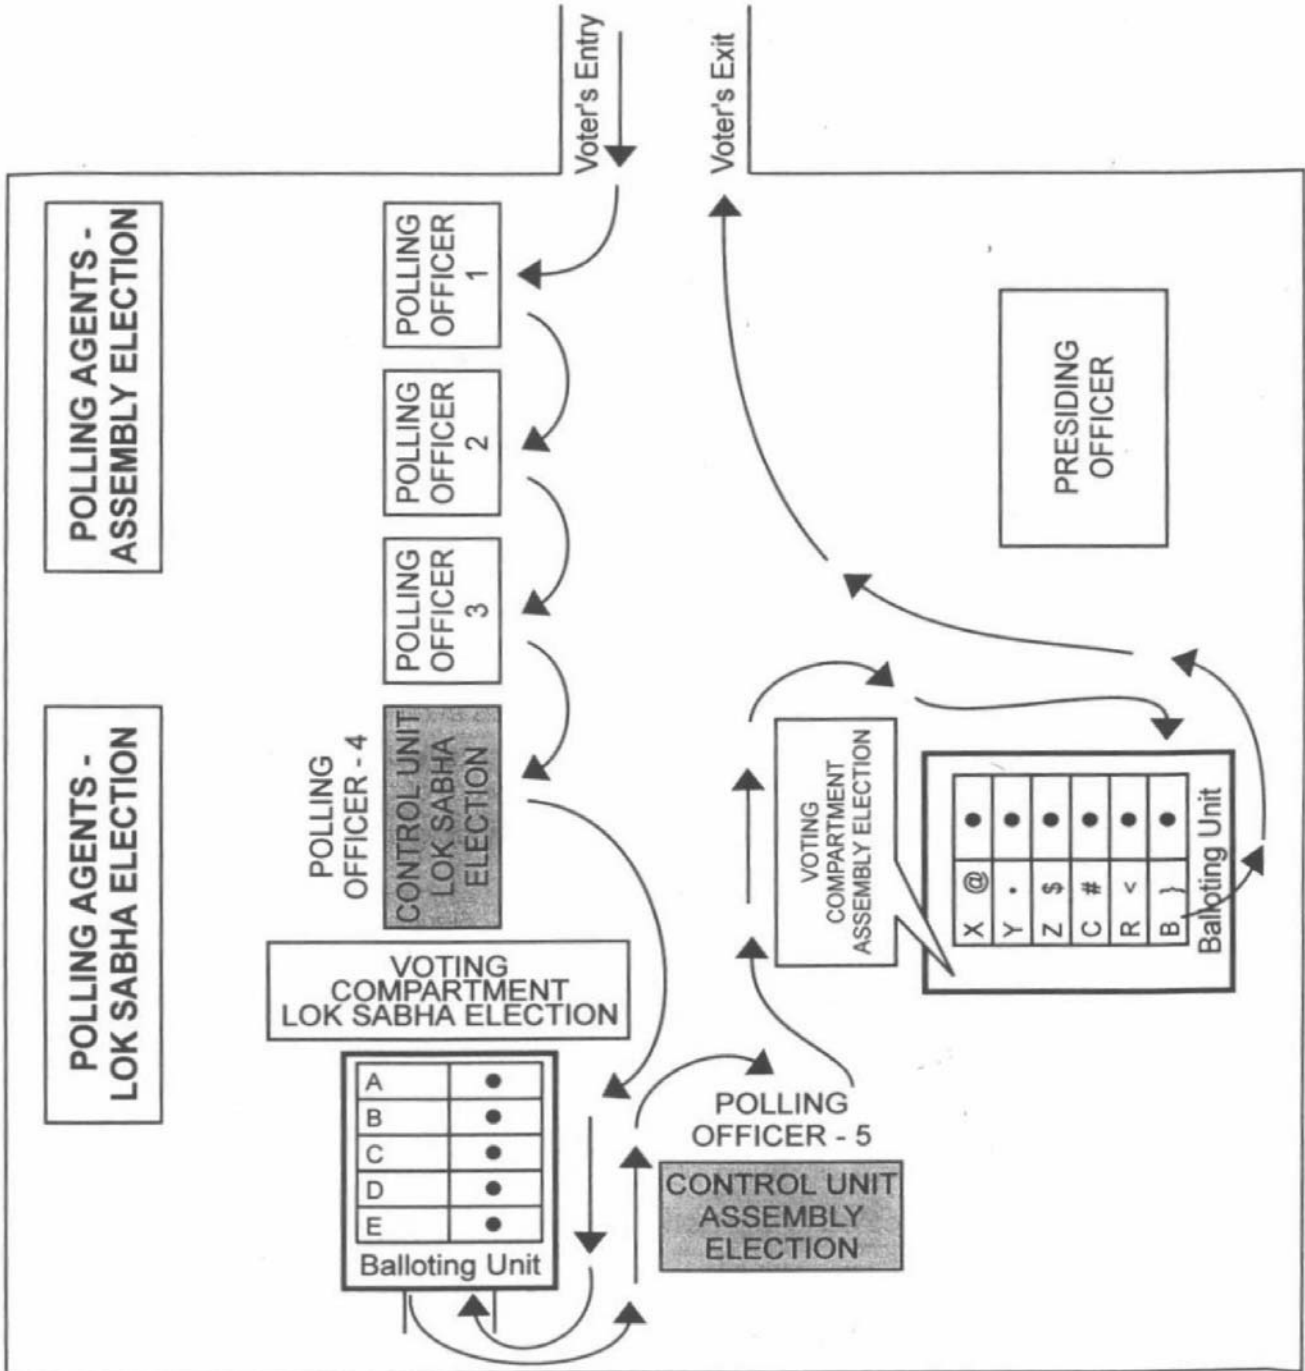 Voter's Entry
Voter's Exit
POLLING AGENTS -
ASSEMBLY ELECTION
POLLING
OFFICER
1
POLLING
OFFICER
2
POLLING
OFFICER
3
PRESIDING
OFFICER
POLLING AGENTS -
LOK SABHA ELECTION
POLLING
OFFICER - 4
CONTROL UNIT
LOK SABHA
ELECTION
VOTING
COMPARTMENT
LOK SABHA ELECTION
A
B
C
D
E
Balloting Unit
POLLING
OFFICER - 5
CONTROL UNIT
ASSEMBLY
ELECTION
VOTING
COMPARTMENT
ASSEMBLY ELECTION
X @
Y •
Z $
C #
R <
B }
Balloting Unit